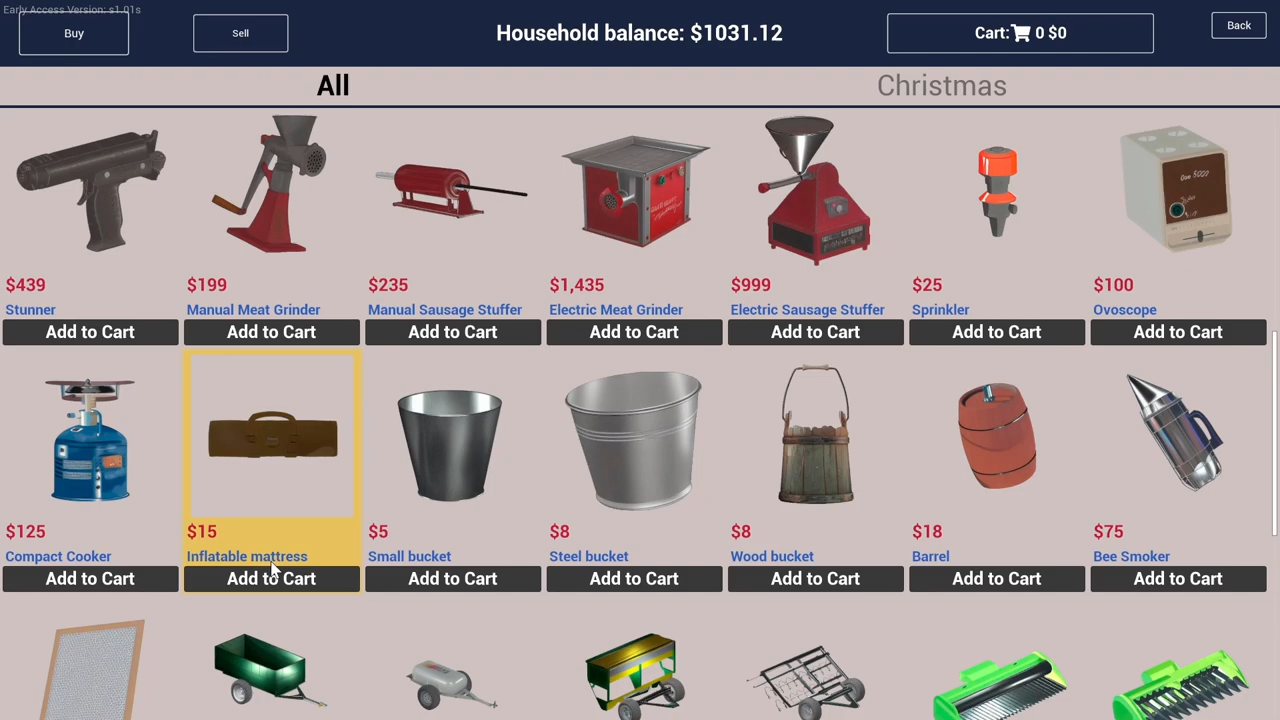 Early Access Version: s1.01s
Buy
Sell
Household balance: $1031.12
Cart: 0 $0
Back
All
Christmas
$439
$199
$235
$1,435
$999
$25
$100
Stunner
Manual Meat Grinder
Manual Sausage Stuffer
Electric Meat Grinder
Electric Sausage Stuffer
Sprinkler
Ovoscope
Add to Cart
Add to Cart
Add to Cart
Add to Cart
Add to Cart
Add to Cart
Add to Cart
$125
$15
$5
$8
$8
$18
$75
Compact Cooker
Inflatable mattress
Small bucket
Steel bucket
Wood bucket
Barrel
Bee Smoker
Add to Cart
Add to Cart
Add to Cart
Add to Cart
Add to Cart
Add to Cart
Add to Cart